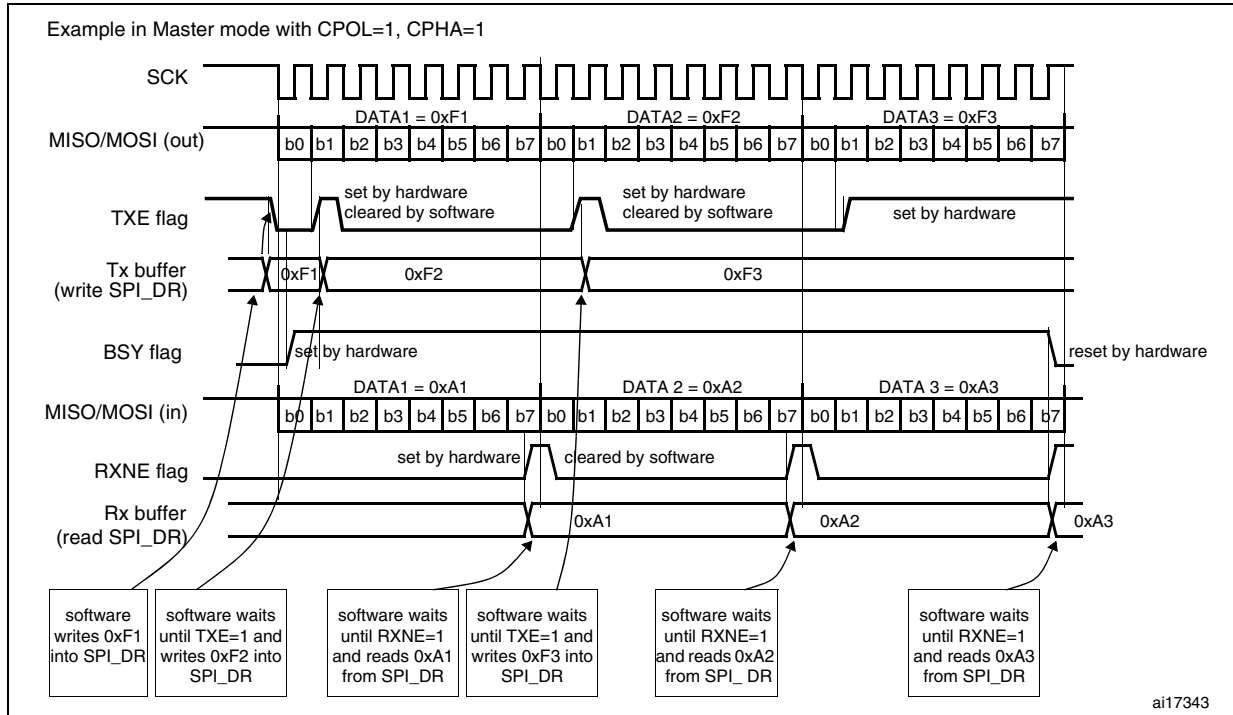 Example in Master mode with CPOL=1, CPHA=1
SCK
DATA1 = 0xF1 DATA2 = 0xF2 DATA3 = 0xF3
MISO/MOSI (out)
b0 b1 b2 b3 b4 b5 b6 b7 b0 b1 b2 b3 b4 b5 b6 b7 b0 b1 b2 b3 b4 b5 b6 b7
TXE flag
set by hardware
cleared by software
set by hardware
cleared by software
set by hardware
Tx buffer
(write SPI_DR)
0xF1 0xF2 0xF3
BSY flag
set by hardware
reset by hardware
DATA1 = 0xA1 DATA 2 = 0xA2 DATA 3 = 0xA3
MISO/MOSI (in)
b0 b1 b2 b3 b4 b5 b6 b7 b0 b1 b2 b3 b4 b5 b6 b7 b0 b1 b2 b3 b4 b5 b6 b7
RXNE flag
set by hardware
cleared by software
Rx buffer
(read SPI_DR)
0xA1 0xA2 0xA3
software
writes 0xF1
into SPI_DR
software waits
until TXE=1 and
writes 0xF2 into
SPI_DR
software waits
until RXNE=1
and reads 0xA1
from SPI_DR
software waits
until TXE=1 and
writes 0xF3 into
SPI_DR
software waits
until RXNE=1
and reads 0xA2
from SPI_ DR
software waits
until RXNE=1
and reads 0xA3
from SPI_DR
ai17343